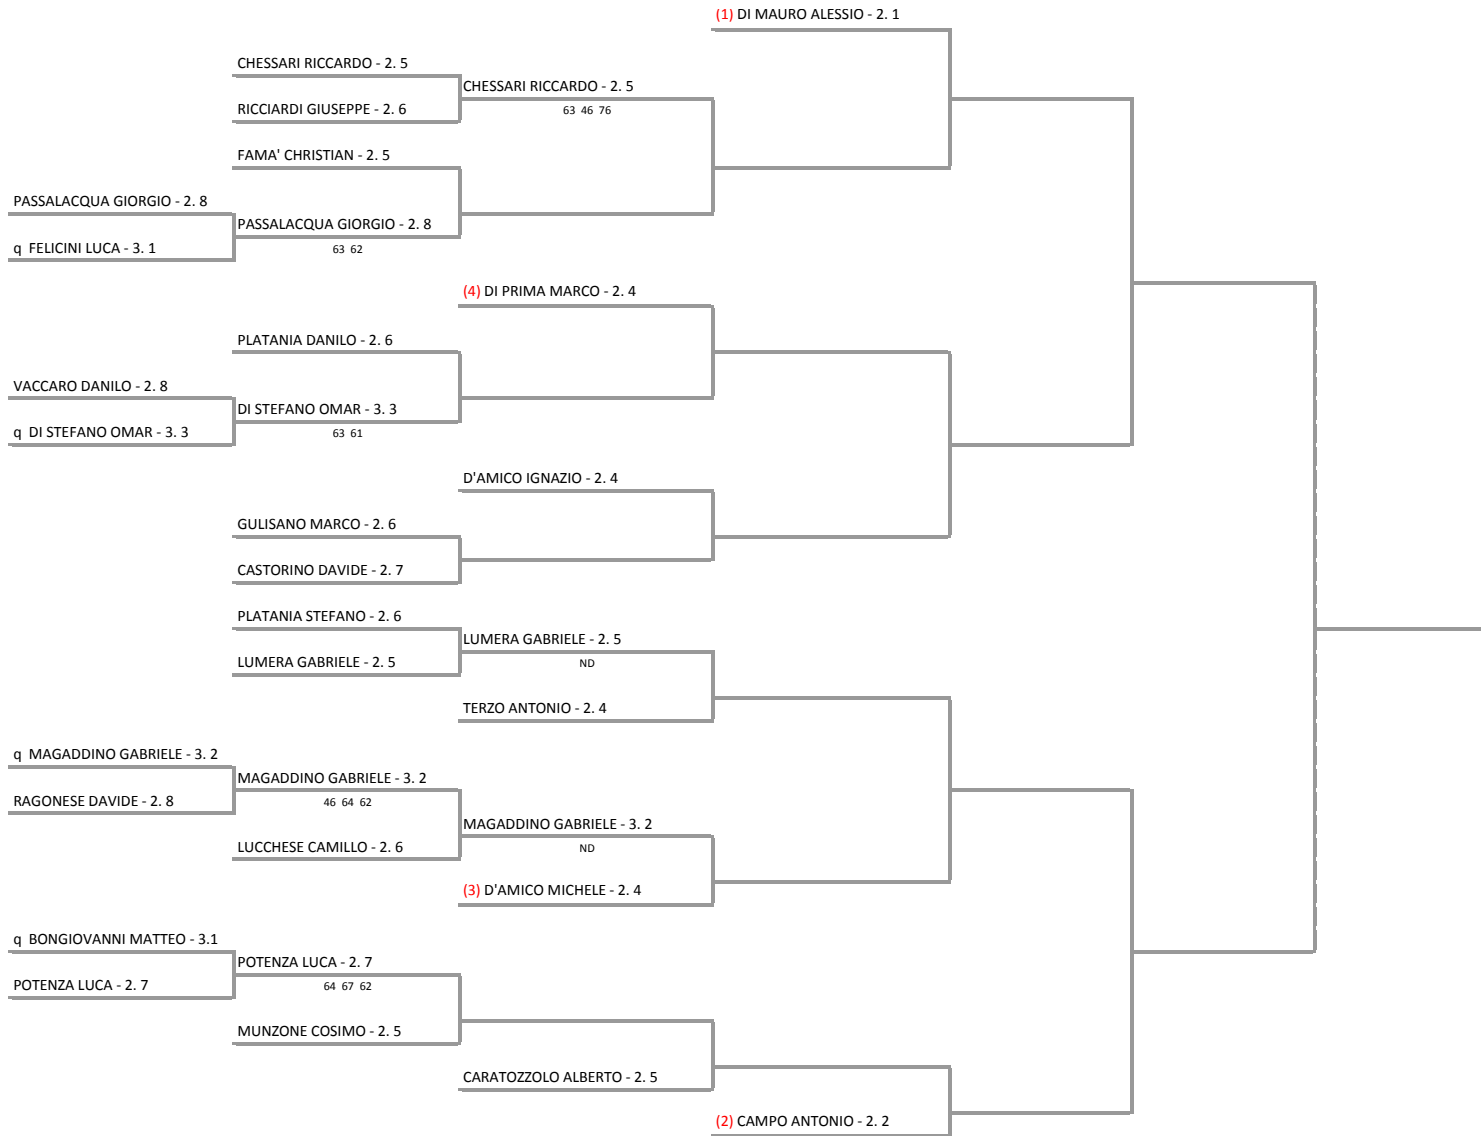 (1) DI MAURO ALESSIO - 2. 1
CHESSARI RICCARDO - 2. 5
CHESSARI RICCARDO - 2. 5
RICCIARDI GIUSEPPE - 2. 6
63 46 76
FAMA' CHRISTIAN - 2. 5
PASSALACQUA GIORGIO - 2. 8
PASSALACQUA GIORGIO - 2. 8
q FELICINI LUCA - 3. 1
63 62
(4) DI PRIMA MARCO - 2. 4
PLATANIA DANILO - 2. 6
VACCARO DANILO - 2. 8
DI STEFANO OMAR - 3. 3
q DI STEFANO OMAR - 3. 3
63 61
D'AMICO IGNAZIO - 2. 4
GULISANO MARCO - 2. 6
CASTORINO DAVIDE - 2. 7
PLATANIA STEFANO - 2. 6
LUMERA GABRIELE - 2. 5
LUMERA GABRIELE - 2. 5
ND
TERZO ANTONIO - 2. 4
q MAGADDINO GABRIELE - 3. 2
MAGADDINO GABRIELE - 3. 2
RAGONESE DAVIDE - 2. 8
46 64 62
MAGADDINO GABRIELE - 3. 2
LUCCHESE CAMILLO - 2. 6
ND
(3) D'AMICO MICHELE - 2. 4
q BONGIOVANNI MATTEO - 3.1
POTENZA LUCA - 2. 7
POTENZA LUCA - 2. 7
64 67 62
MUNZONE COSIMO - 2. 5
CARATOZZOLO ALBERTO - 2. 5
(2) CAMPO ANTONIO - 2. 2